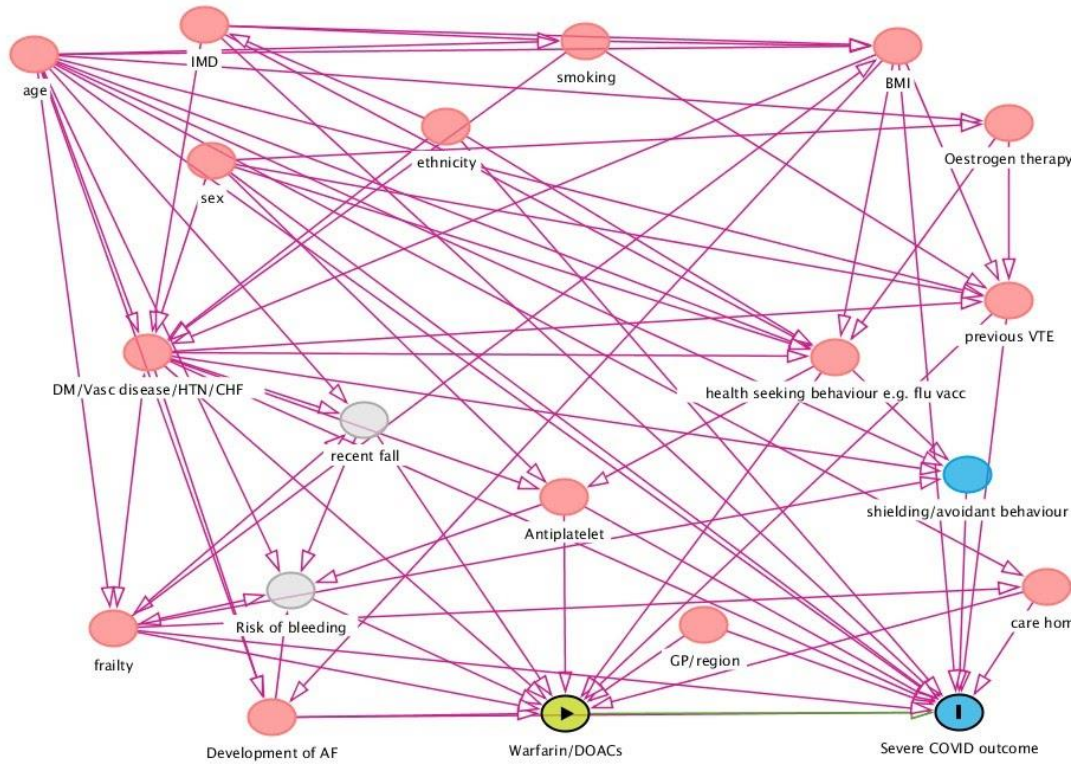 IMD
smoking
BMI
age
ethnicity
Oestrogen therapy
sex
previous VTE
DM/Vasc disease/HTN/CHF
health seeking behaviour e.g. flu vacc
recent fall
shielding/avoidant behaviour
Antiplatelet
Risk of bleeding
care hom
GP/region
frailty
Development of AF
Warfarin/DOACs
Severe COVID outcome